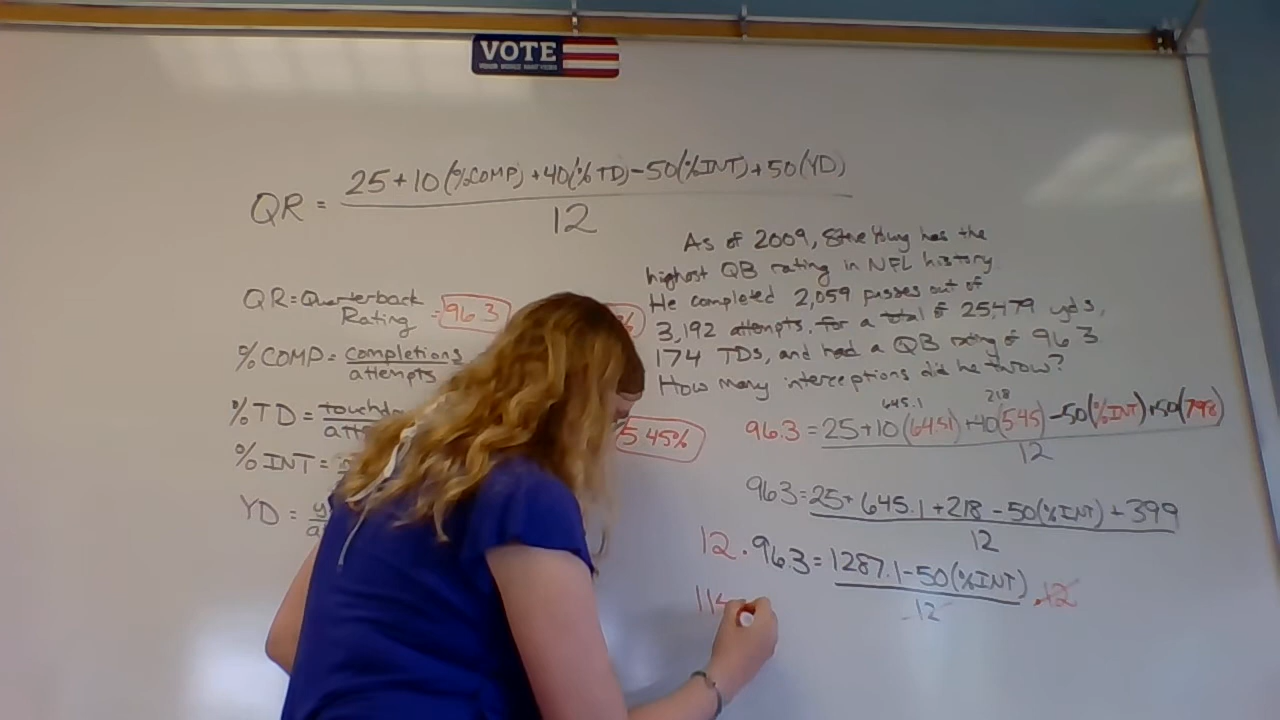 VOTE
QR = 25+10(%COMP)+40(%TD)-50(%INT)+50(YD)
12
As of 2009, Steve Young has the
highest QB rating in NFL history
He completed 2,059 passes out of
3,192 attempts, for a total of 25,479 yds,
174 TDs, and had a QB rating of 96.3
How many interceptions did he throw?
QR = Quarterback Rating = 96.3
%COMP = completions
attempts
%TD = touchd
att
5.45%
%INT =
YD = y
a
645.1 218
96.3 = 25+10(64.51)+40(5.45)-50(%INT)+50(7.98)
12
96.3 = 25+645.1+218-50(%INT)+399
12
12·96.3 = 1287.1-50(%INT) ·12
12